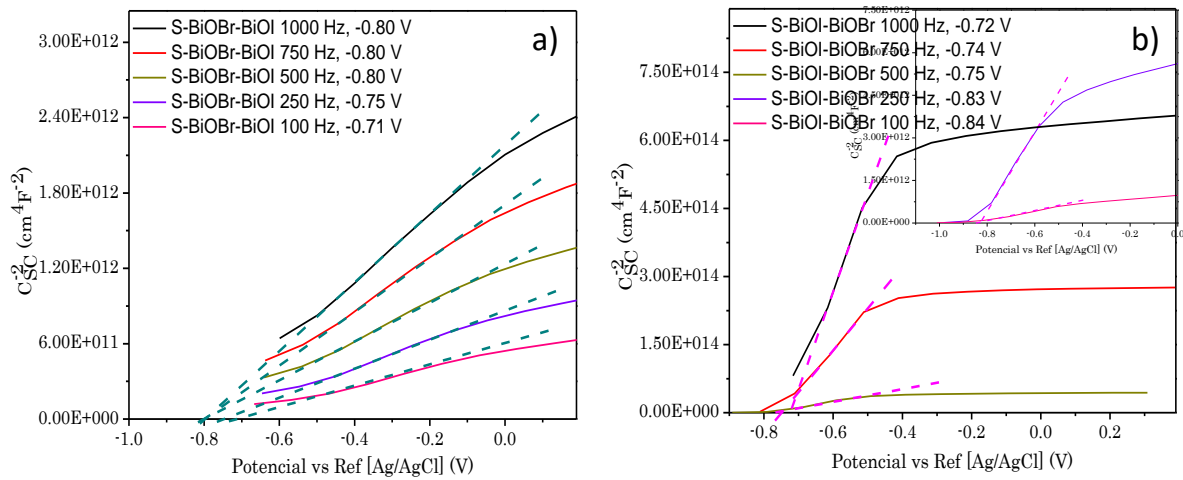 a)
S-BiOBr-BiOI 1000 Hz, -0.80 V
S-BiOBr-BiOI 750 Hz, -0.80 V
S-BiOBr-BiOI 500 Hz, -0.80 V
S-BiOBr-BiOI 250 Hz, -0.75 V
S-BiOBr-BiOI 100 Hz, -0.71 V
3.00E+012
2.40E+012
1.80E+012
1.20E+012
6.00E+011
0.00E+000
C-2SC (cm4F-2)
-1.0 -0.8 -0.6 -0.4 -0.2 0.0
Potencial vs Ref [Ag/AgCl] (V)
b)
S-BiOI-BiOBr 1000 Hz, -0.72 V
S-BiOI-BiOBr 750 Hz, -0.74 V
S-BiOI-BiOBr 500 Hz, -0.75 V
S-BiOI-BiOBr 250 Hz, -0.83 V
S-BiOI-BiOBr 100 Hz, -0.84 V
7.50E+014
6.00E+014
4.50E+014
3.00E+014
1.50E+014
0.00E+000
C-2SC (cm4F-2)
-0.8 -0.6 -0.4 -0.2 0.0 0.2
Potencial vs Ref [Ag/AgCl] (V)
7.50E+012
3.00E+012
1.50E+012
0.00E+000
-1.0 -0.8 -0.6 -0.4 -0.2 0.0
Potencial vs Ref [Ag/AgCl] (V)